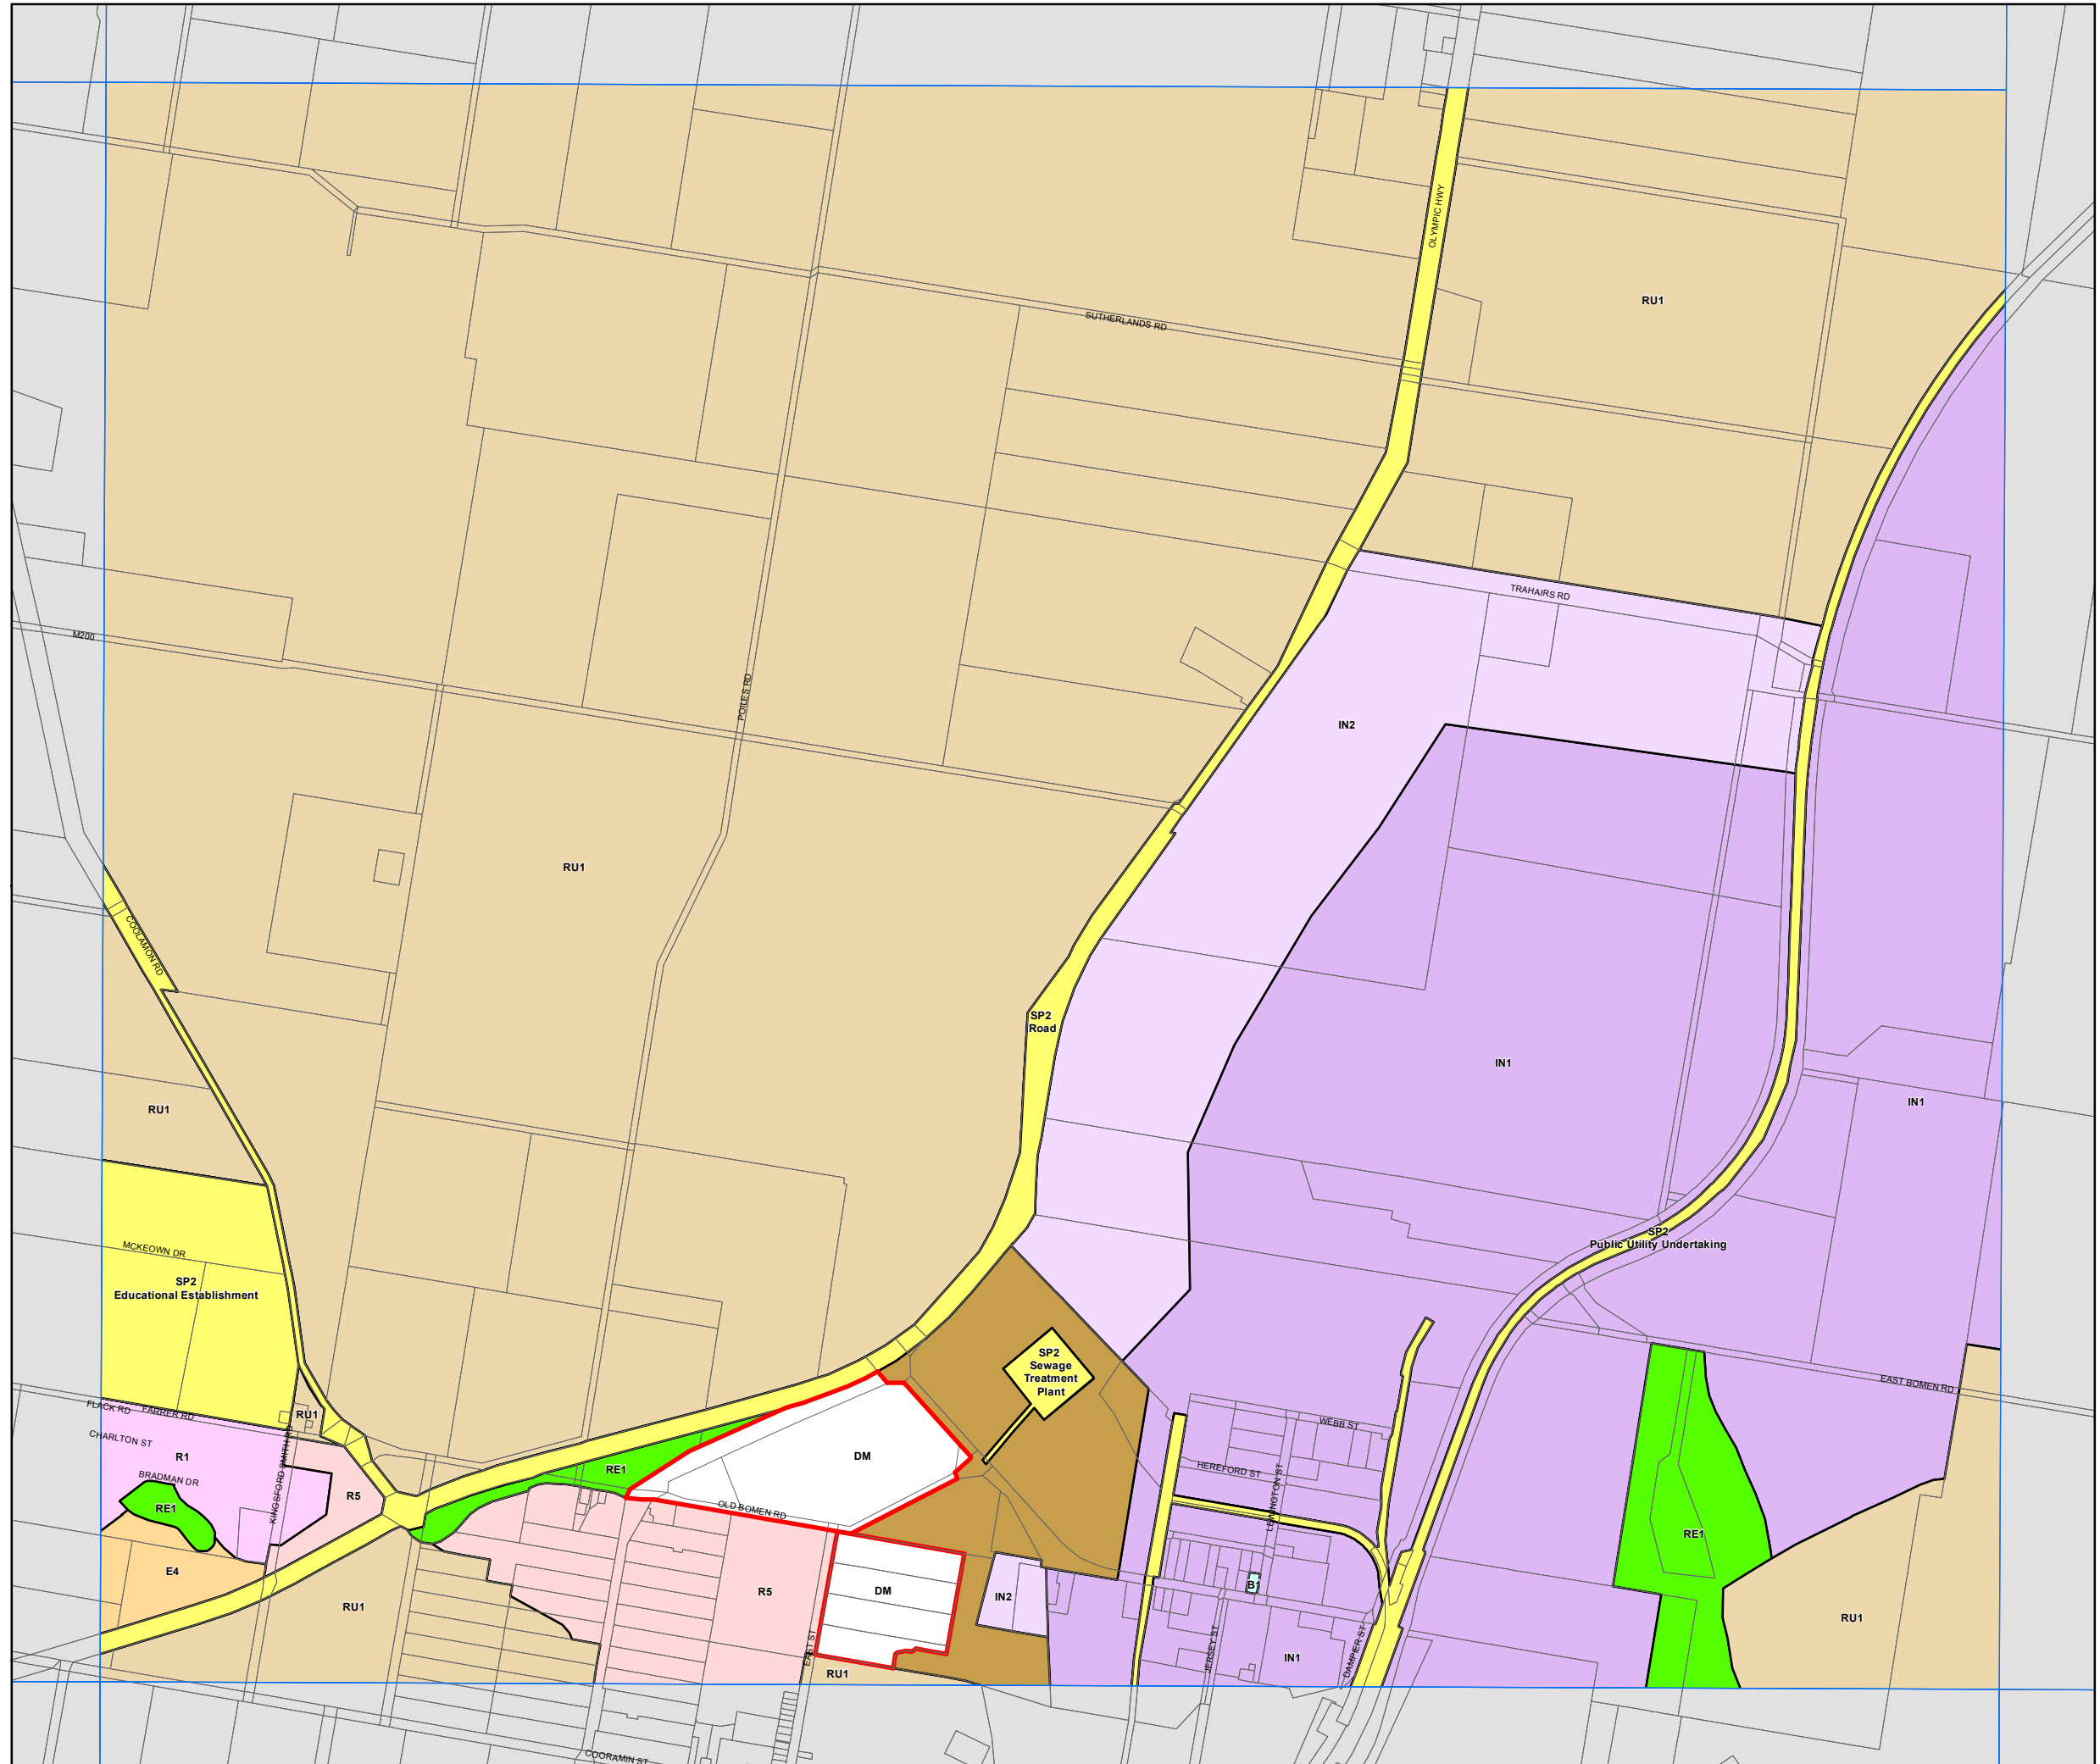 OLYMPIC HWY
RU1
SUTHERLANDS RD
TRAHAIRS RD
M200
POILES RD
IN2
RU1
COOLAMON RD
SP2
Road
IN1
IN1
RU1
SP2
Public Utility Undertaking
MCKEOWN DR
SP2
Educational Establishment
SP2
Sewage
Treatment
Plant
EAST BOMEN RD
FLACK RD
FARRER RD
RU1
WEBB ST
CHARLTON ST
R1
DM
HEREFORD ST
RE1
BRADMAN DR
KINGSFORD SMITH RD
R5
RE1
OLD BOMEN RD
LEWINGTON ST
RE1
E4
R5
DM
IN2
B1
RU1
RU1
EAST ST
JERSEY ST
IN1
DAMPIER ST
RU1
COORAMIN ST